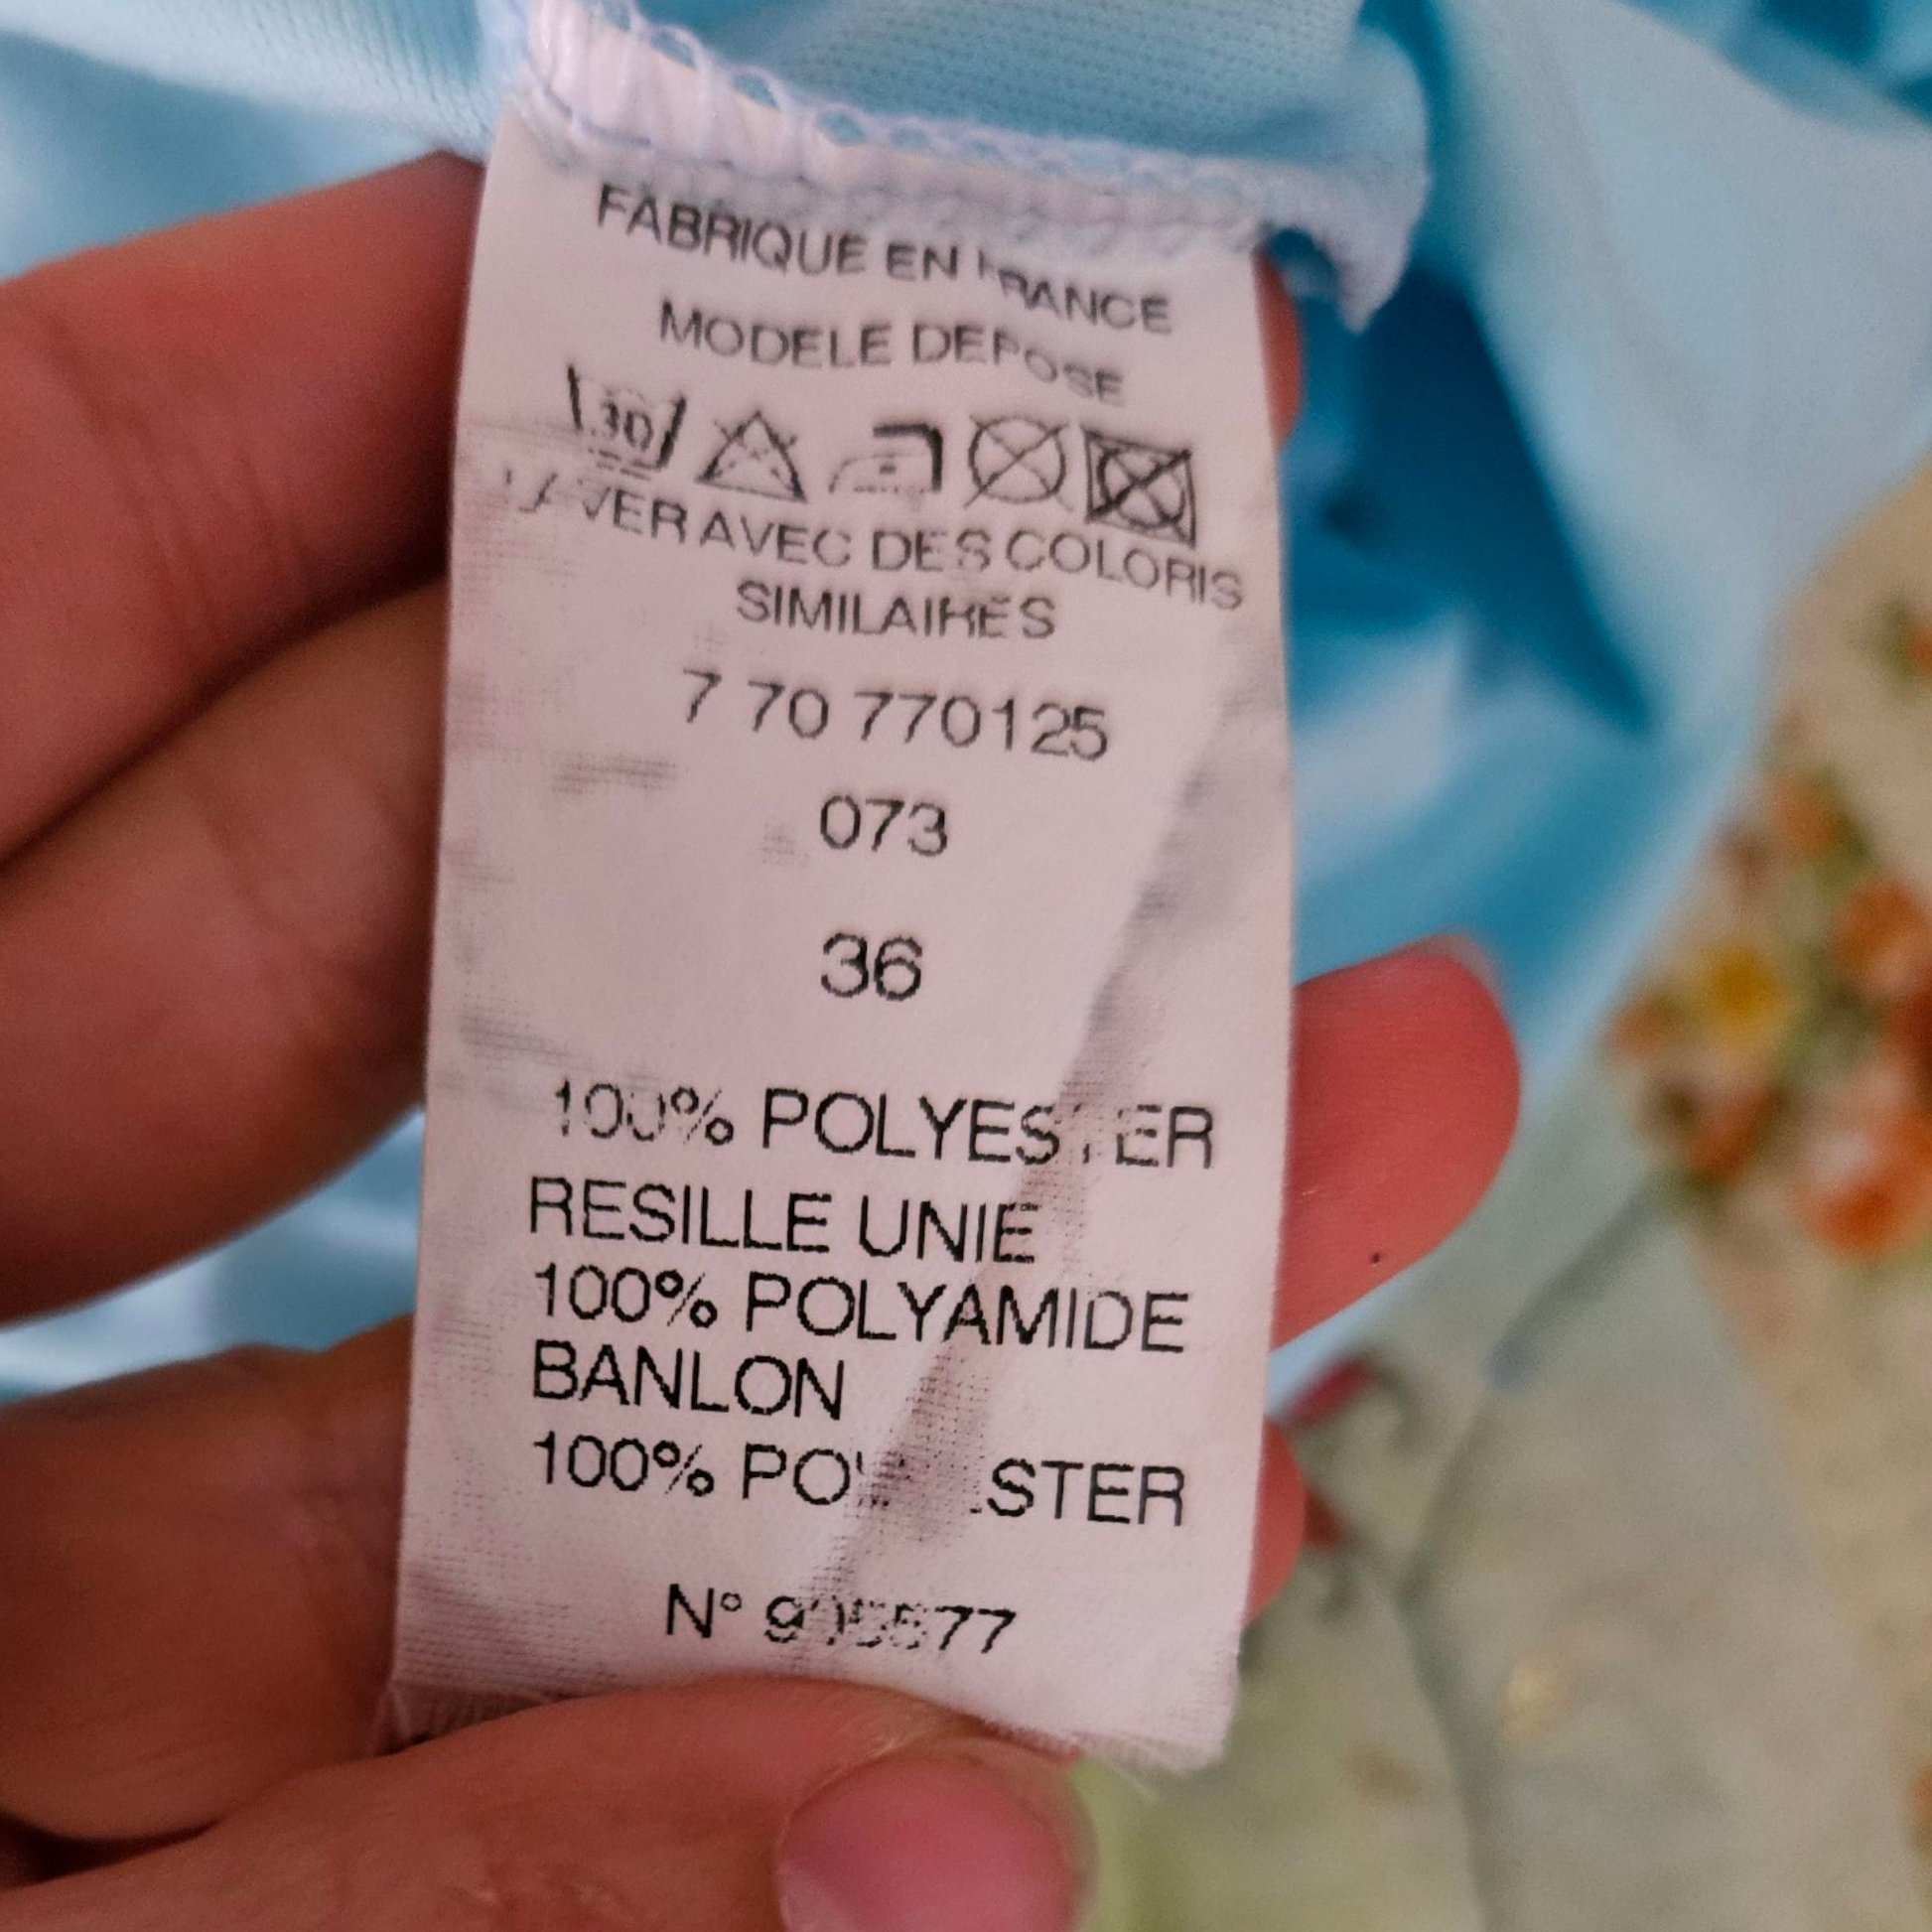 FABRIQUE EN FRANCE
MODELE DEPOSE
30
LAVER AVEC DES COLORIS
SIMILAIRES
7 70 770125
073
36
100% POLYESTER
RESILLE UNIE
100% POLYAMIDE
BANLON
100% POLYESTER
N°